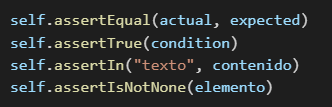 self.assertEqual(actual, expected)
self.assertTrue(condition)
self.assertIn("texto", contenido)
self.assertIsNotNone(elemento)